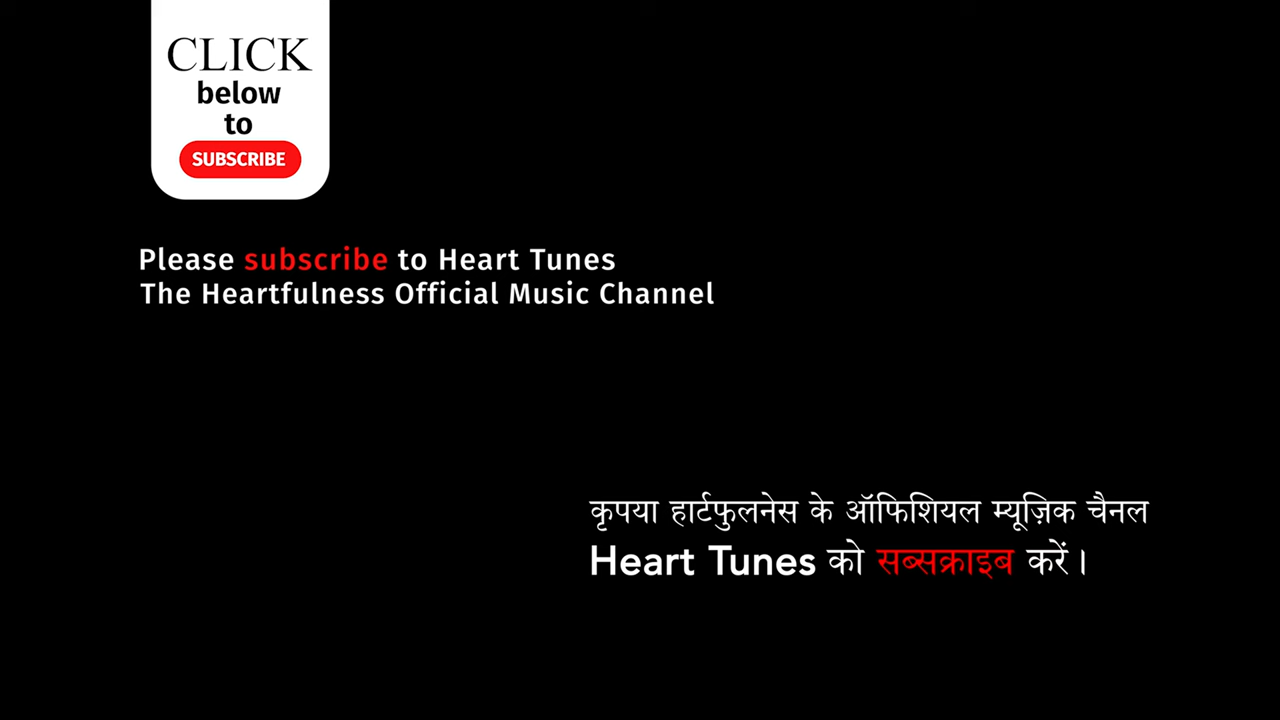 CLICK
below
to
SUBSCRIBE
Please subscribe to Heart Tunes
The Heartfulness Official Music Channel
कृपया हार्टफुलनेस के ऑफिशियल म्यूज़िक चैनल
Heart Tunes को सब्सक्राइब करें।